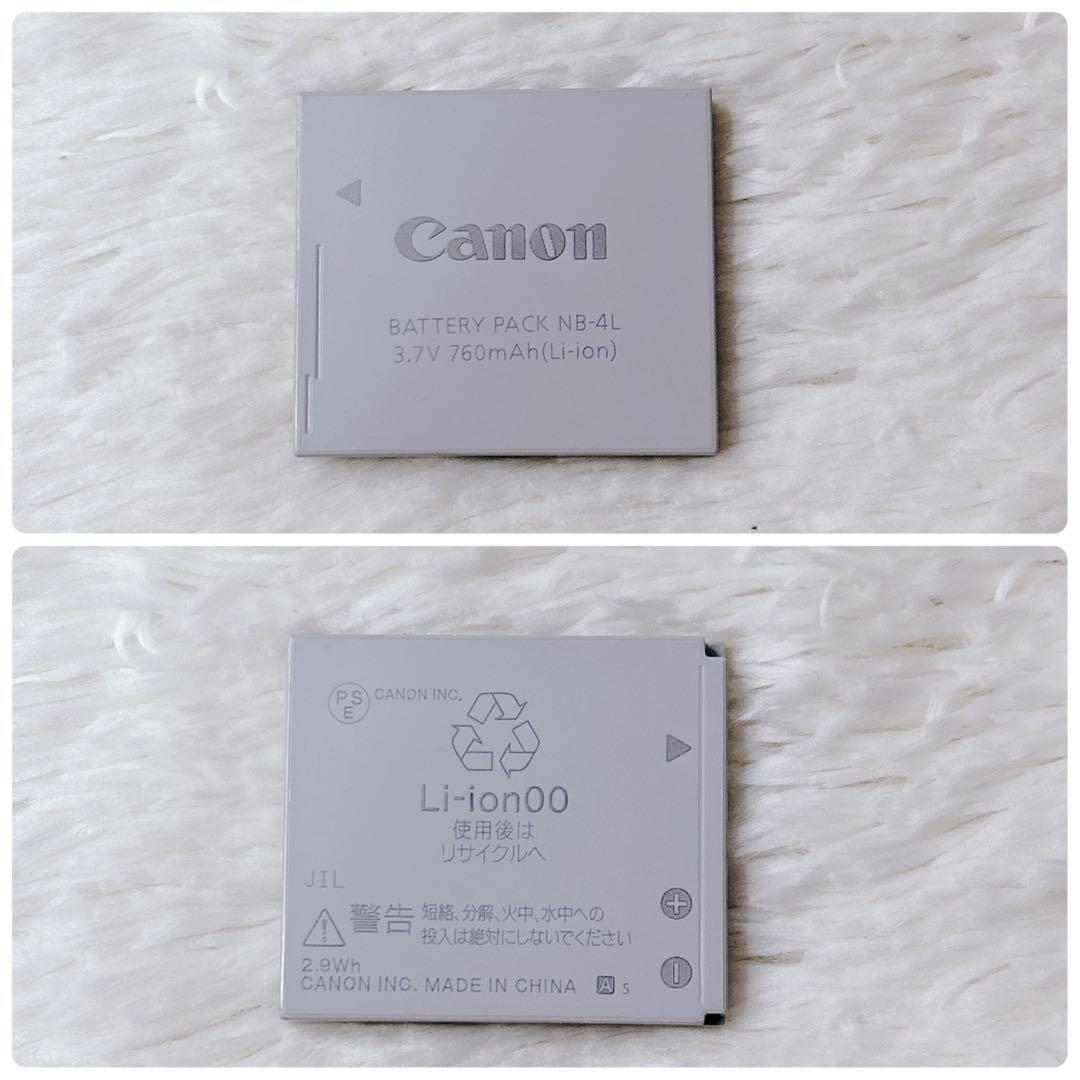 Canon
BATTERY PACK NB-4L
3.7V 760mAh(Li-ion)
PSE CANON INC.
Li-ion00
使用後は
リサイクルへ
JIL
警告 短絡、分解、火中、水中への
投入は絶対にしないでください
2.9Wh
CANON INC. MADE IN CHINA A S